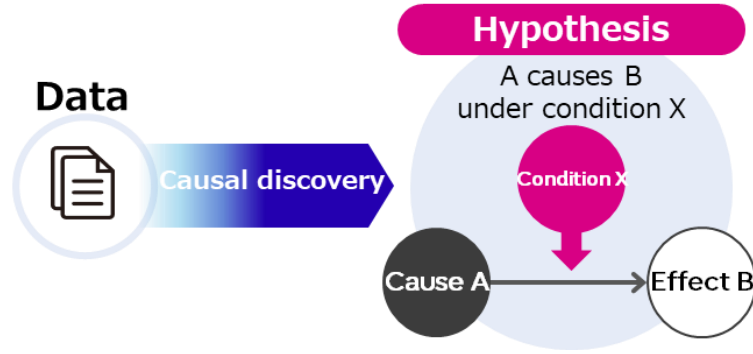 Data
Causal discovery
Hypothesis
A causes B
under condition X
Condition X
Cause A
Effect B